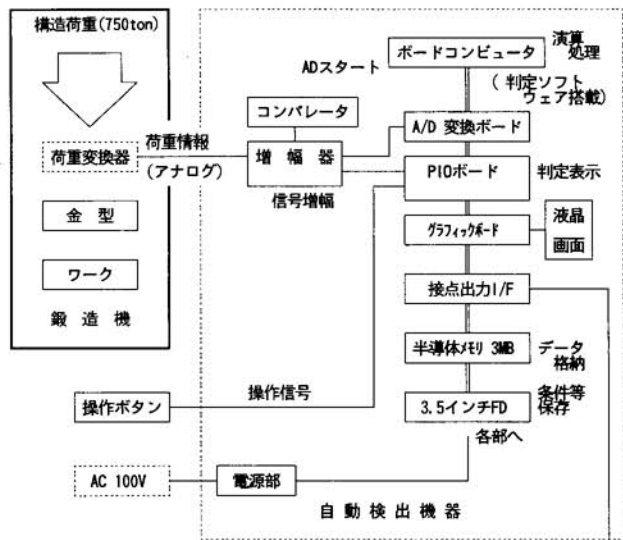 構造荷重(750ton)
荷重変換器
金 型
ワーク
鍛 造 機
荷重情報
(アナログ)
操作ボタン
操作信号
AC 100V
電源部
ADスタート
コンパレータ
増 幅 器
信号増幅
ボードコンピュータ
演算
処理
( 判定ソフト
ウェア搭載)
A/D 変換ボード
PIOボード
判定表示
グラフィックボード
液晶
画面
接点出力I/F
半導体メモリ 3MB
データ
格納
3.5インチFD
条件等
保存
各部へ
自 動 検 出 機 器